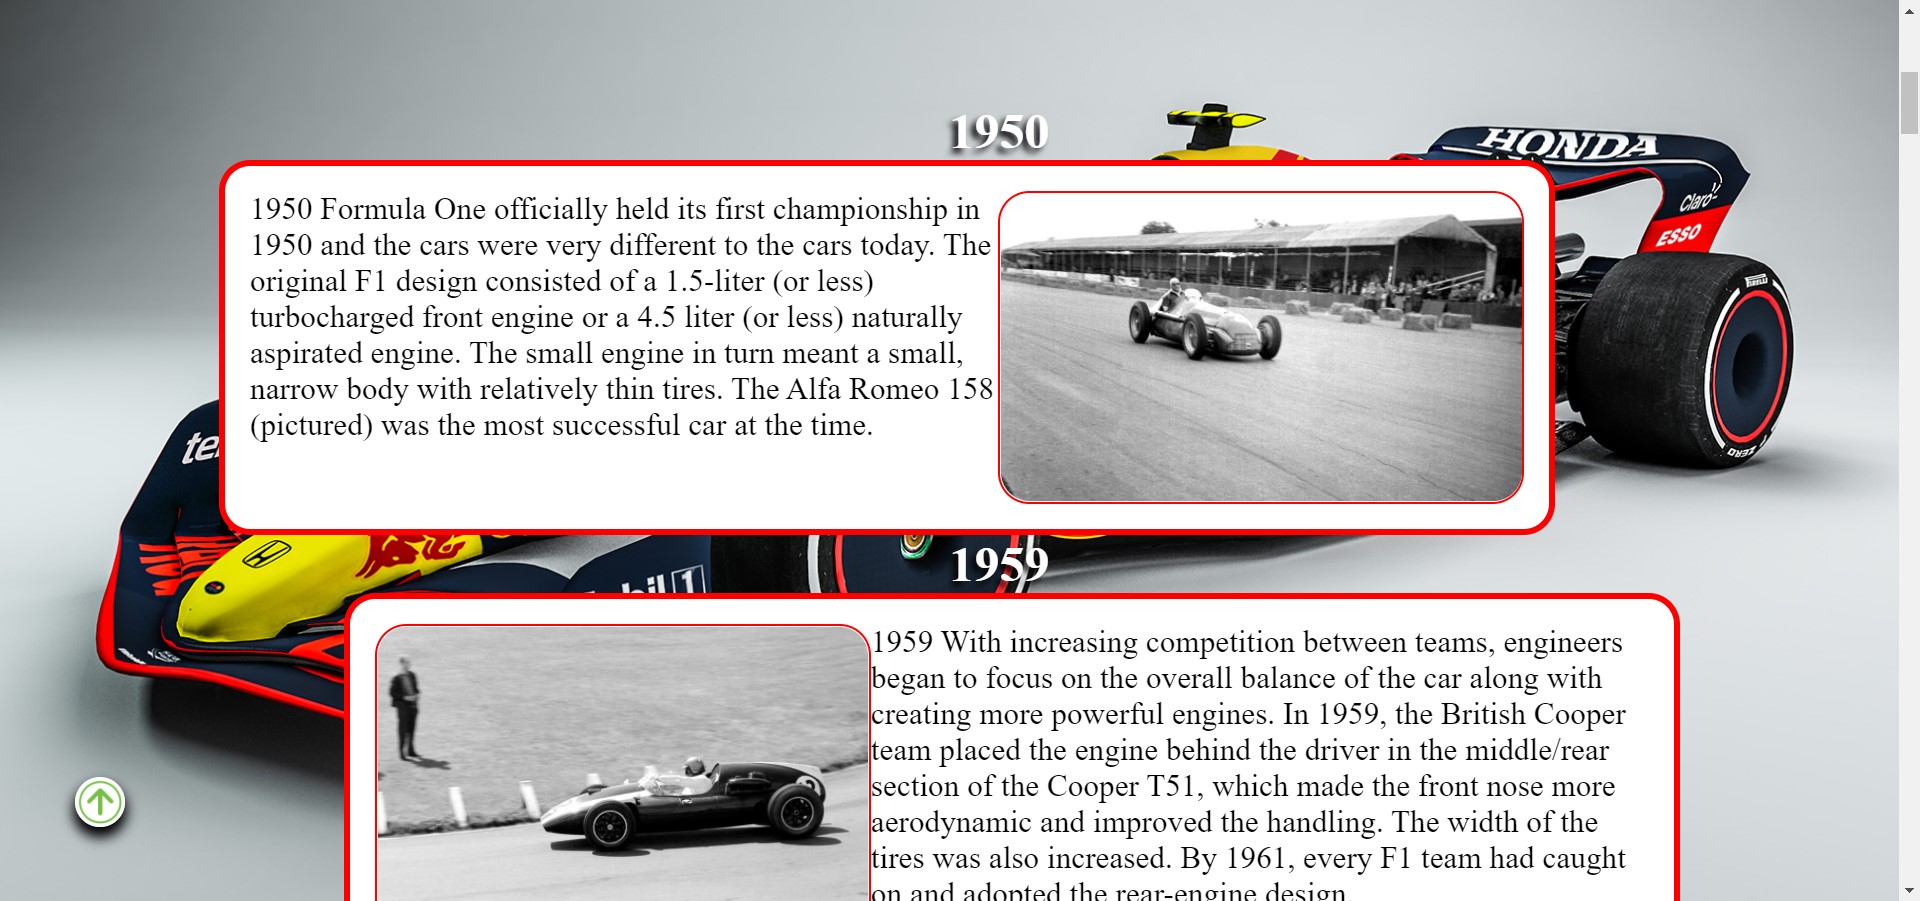 1950
HONDA
1950 Formula One officially held its first championship in
1950 and the cars were very different to the cars today. The
original F1 design consisted of a 1.5-liter (or less)
turbocharged front engine or a 4.5 liter (or less) naturally
aspirated engine. The small engine in turn meant a small,
narrow body with relatively thin tires. The Alfa Romeo 158
(pictured) was the most successful car at the time.
Claro
ESSO
PIRELLI
ZERO
te
1959
bil 1
1959 With increasing competition between teams, engineers
began to focus on the overall balance of the car along with
creating more powerful engines. In 1959, the British Cooper
team placed the engine behind the driver in the middle/rear
section of the Cooper T51, which made the front nose more
aerodynamic and improved the handling. The width of the
tires was also increased. By 1961, every F1 team had caught
on and adopted the rear-engine design.